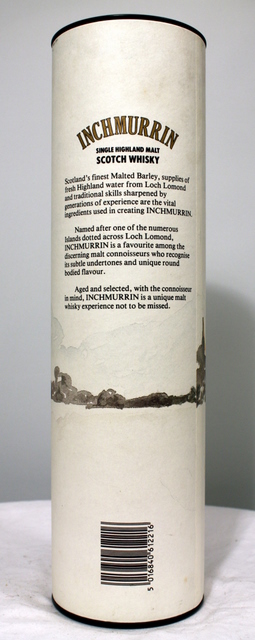 INCHMURRIN
SINGLE HIGHLAND MALT
SCOTCH WHISKY
Scotland's finest Malted Barley, supplies of
fresh Highland water from Loch Lomond
and traditional skills sharpened by
generations of experience are the vital
ingredients used in creating INCHMURRIN.
Named after one of the numerous
Islands dotted across Loch Lomond,
INCHMURRIN is a favourite among the
discerning malt connoisseurs who recognise
its subtle undertones and unique round
bodied flavour.
Aged and selected, with the connoisseur
in mind, INCHMURRIN is a unique malt
whisky experience not to be missed.
5 016840 612216